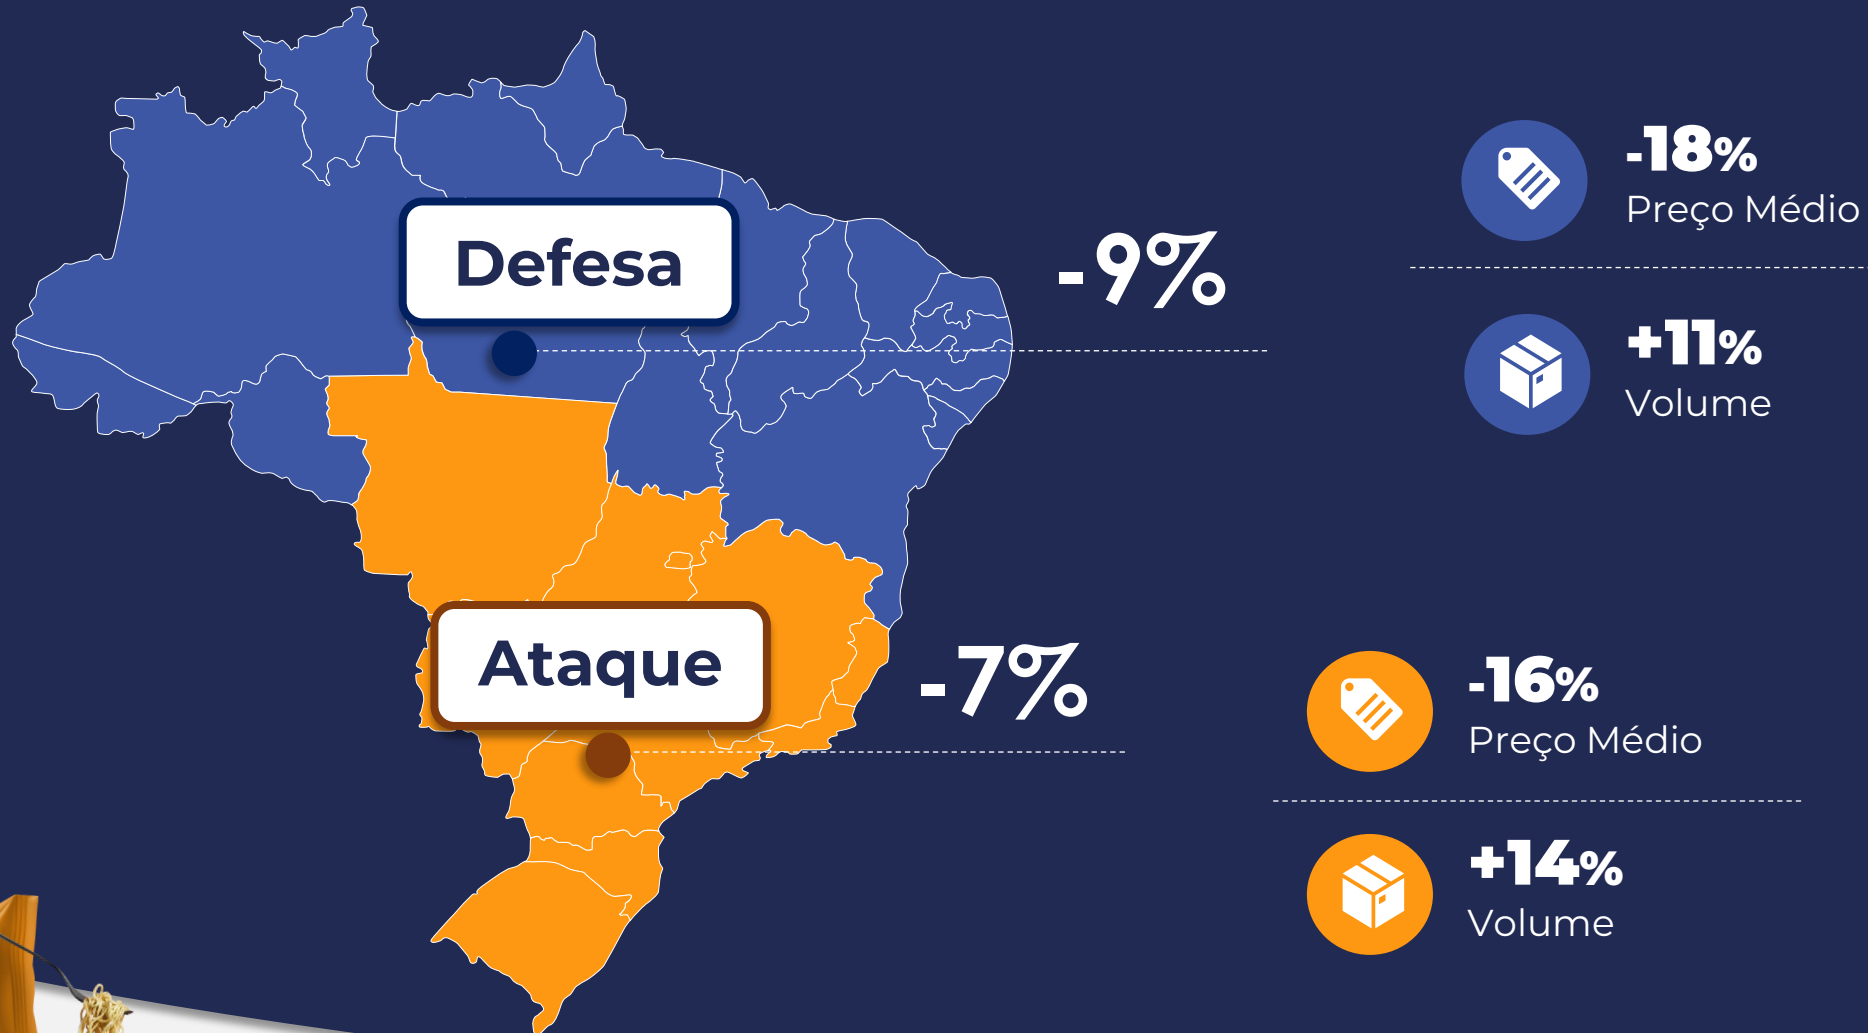 Defesa
-9%
-18%
Preço Médio
+11%
Volume
Ataque
-7%
-16%
Preço Médio
+14%
Volume